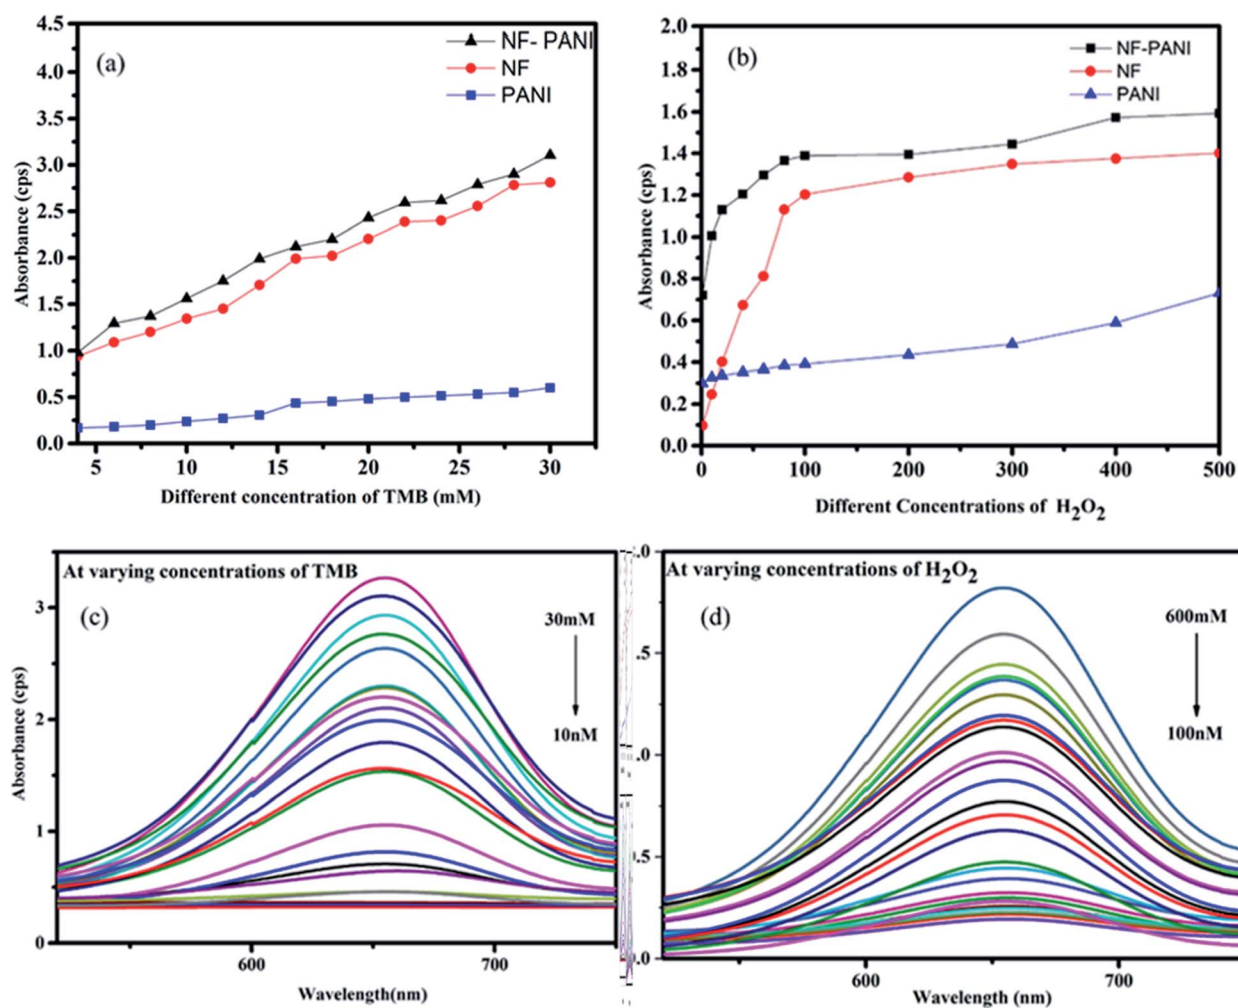 (a)
NF- PANI
NF
PANI
4.5
4.0
3.5
3.0
2.5
2.0
1.5
1.0
0.5
0.0
Absorbance (cps)
5 10 15 20 25 30
Different concentration of TMB (mM)
(b)
NF-PANI
NF
PANI
2.0
1.8
1.6
1.4
1.2
1.0
0.8
0.6
0.4
0.2
0.0
Absorbance (cps)
0 100 200 300 400 500
Different Concentrations of H₂O₂
At varying concentrations of TMB
(c)
30mM
10nM
3
2
1
0
Absorbance (cps)
600 700
Wavelength(nm)
At varying concentrations of H₂O₂
(d)
600mM
100nM
.0
.5
.0
.5
.0
600 700
Wavelength (nm)